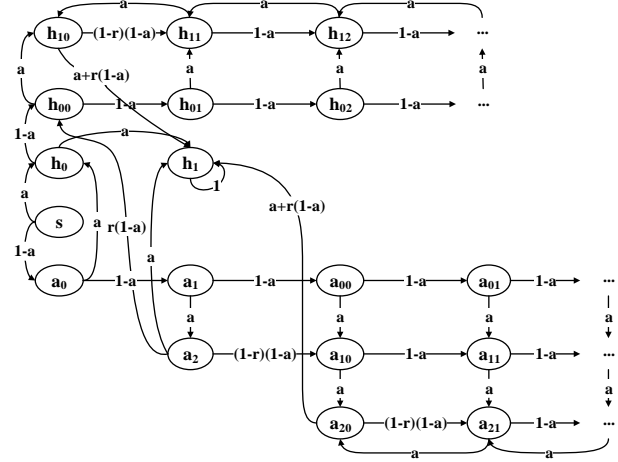 a a a
h10 (1-r)(1-a) h11 1-a h12 1-a ...
a a+r(1-a) a a a
h00 1-a h01 1-a h02 1-a ...
1-a a
h0 h1
1
a a r(1-a) a a+r(1-a)
s
1-a
a0 1-a a1 1-a a00 1-a a01 1-a ...
a a a a
a2 (1-r)(1-a) a10 1-a a11 1-a ...
a a a
a20 (1-r)(1-a) a21 1-a ...
a a